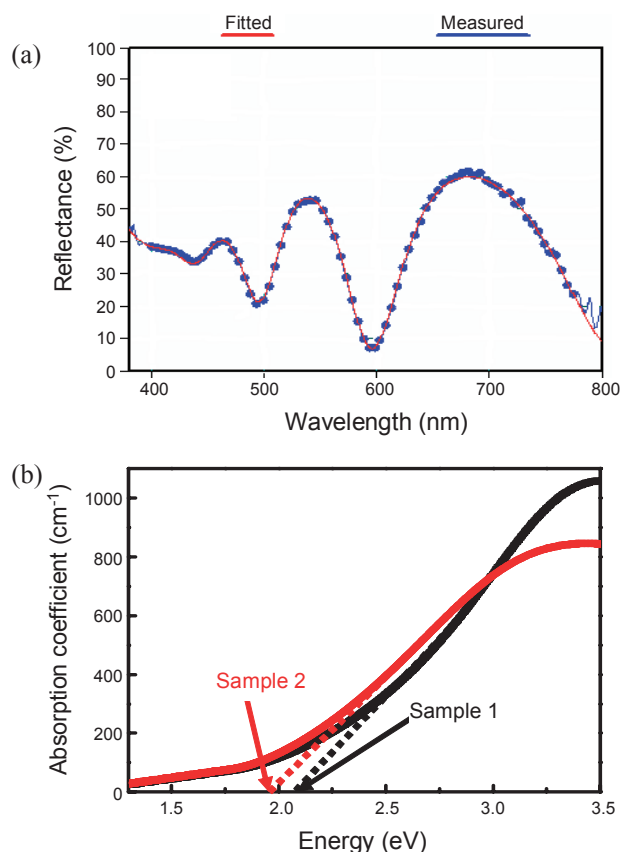 Fitted Measured
(a)
Reflectance (%)
100
90
80
70
60
50
40
30
20
10
0
400 500 600 700 800
Wavelength (nm)
(b)
Absorption coefficient (cm-1)
1000
800
600
400
200
0
Sample 2
Sample 1
1.5 2.0 2.5 3.0 3.5
Energy (eV)